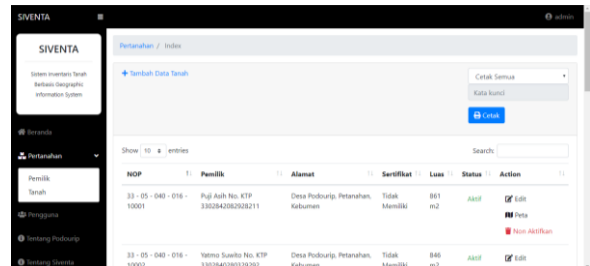 SIVENTA
admin
SIVENTA
Sistem Inventaris Tanah
Berbasis Geographic
Information System
Beranda
Pertanahan
Pemilik
Tanah
Pengguna
Tentang Podourip
Tentang Siventa
Pertanahan / Index
+ Tambah Data Tanah
Cetak Semua
Kata kunci
Cetak
Show 10 entries
Search:
NOP Pemilik Alamat Sertifikat Luas Status Action
33 - 05 - 040 - 016 - Puji Asih No. KTP Desa Podourip, Petanahan, Tidak 861 Aktif Edit
10001 3302842082928211 Kebumen Memiliki m2 Peta
Non Aktifkan
33 - 05 - 040 - 016 - Yatmo Suwito No. KTP Desa Podourip, Petanahan, Tidak 846 Aktif Edit
10002 Kebumen Memiliki m2